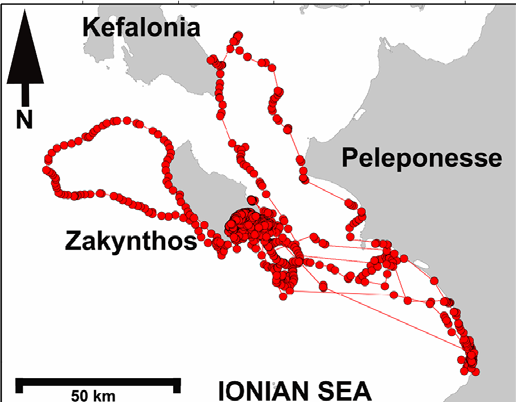 Kefalonia
N
Peleponesse
Zakynthos
50 km
IONIAN SEA